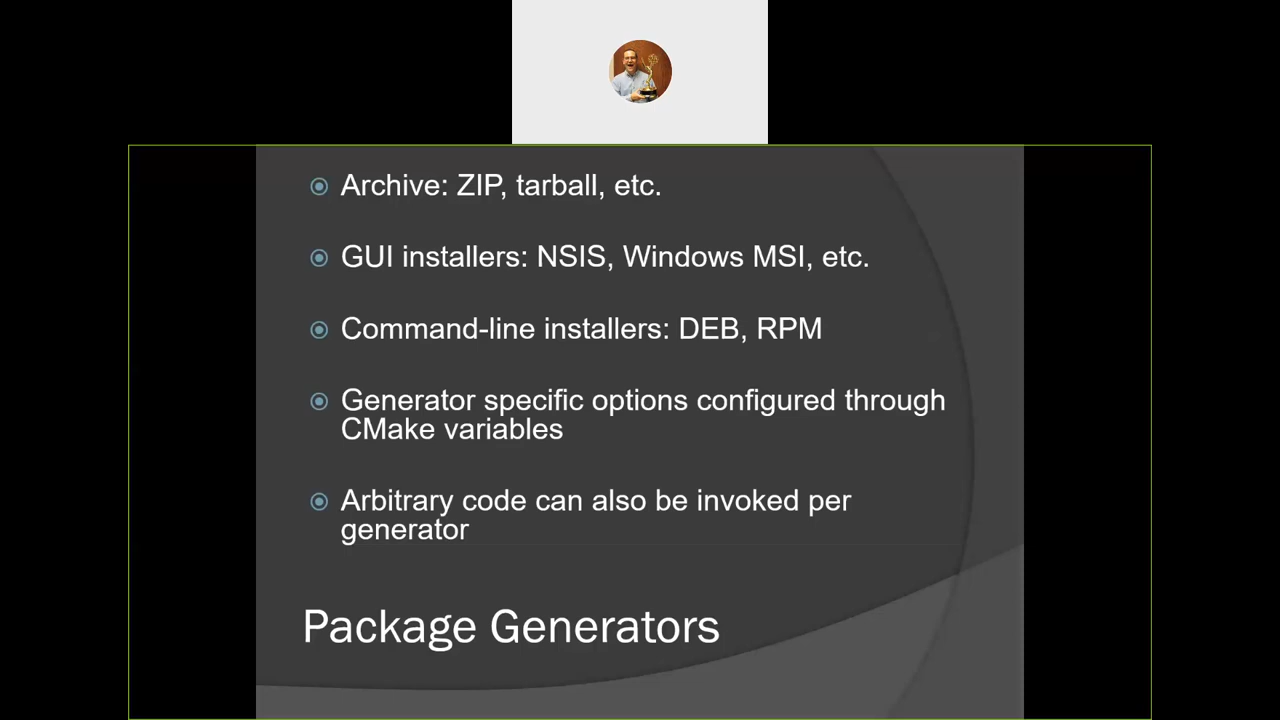 Archive: ZIP, tarball, etc.
GUI installers: NSIS, Windows MSI, etc.
Command-line installers: DEB, RPM
Generator specific options configured through
CMake variables
Arbitrary code can also be invoked per
generator
Package Generators